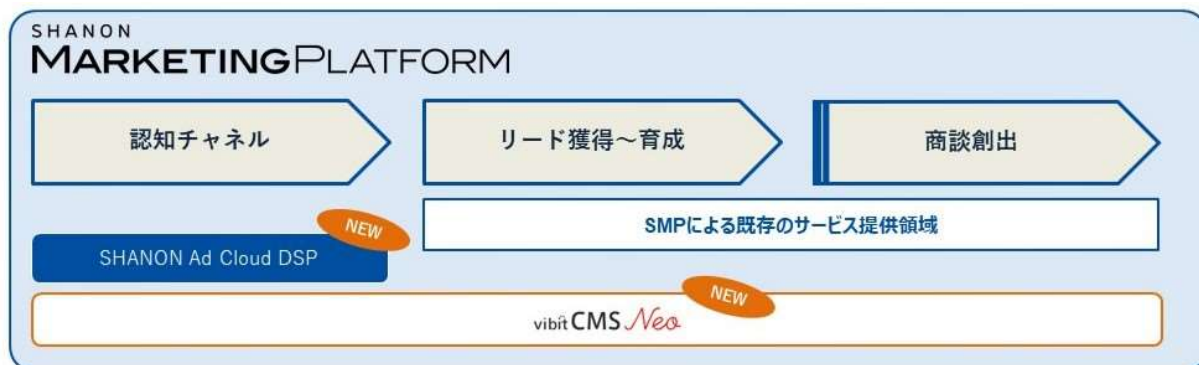 SHANON
MARKETINGPLATFORM
認知チャネル
リード獲得～育成
商談創出
NEW
SMPによる既存のサービス提供領域
SHANON Ad Cloud DSP
NEW
vibit CMS Neo